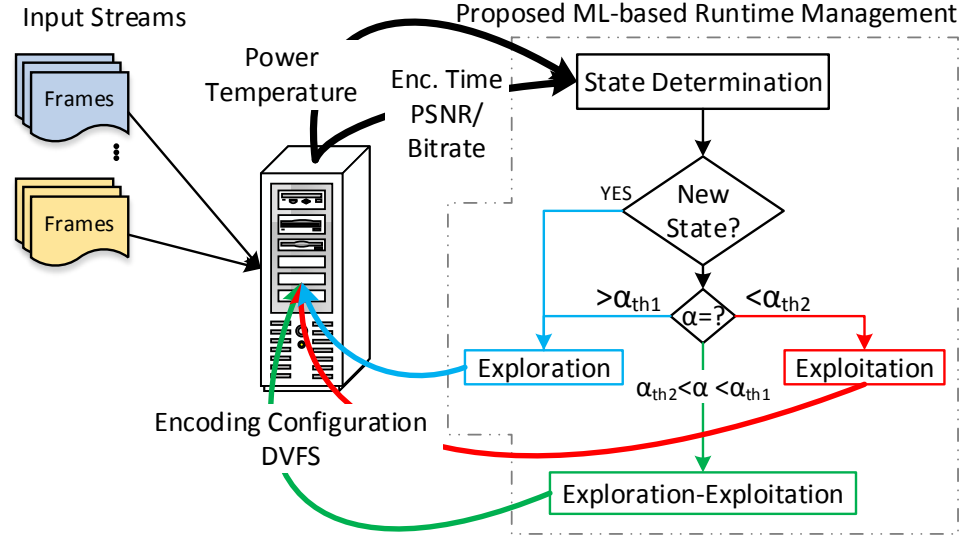 Input Streams
Proposed ML-based Runtime Management
Frames
Frames
Power
Temperature
Enc. Time
PSNR/
Bitrate
State Determination
YES
New
State?
>αth1
α=?
<αth2
Exploration
Exploitation
αth2<α <αth1
Encoding Configuration
DVFS
Exploration-Exploitation